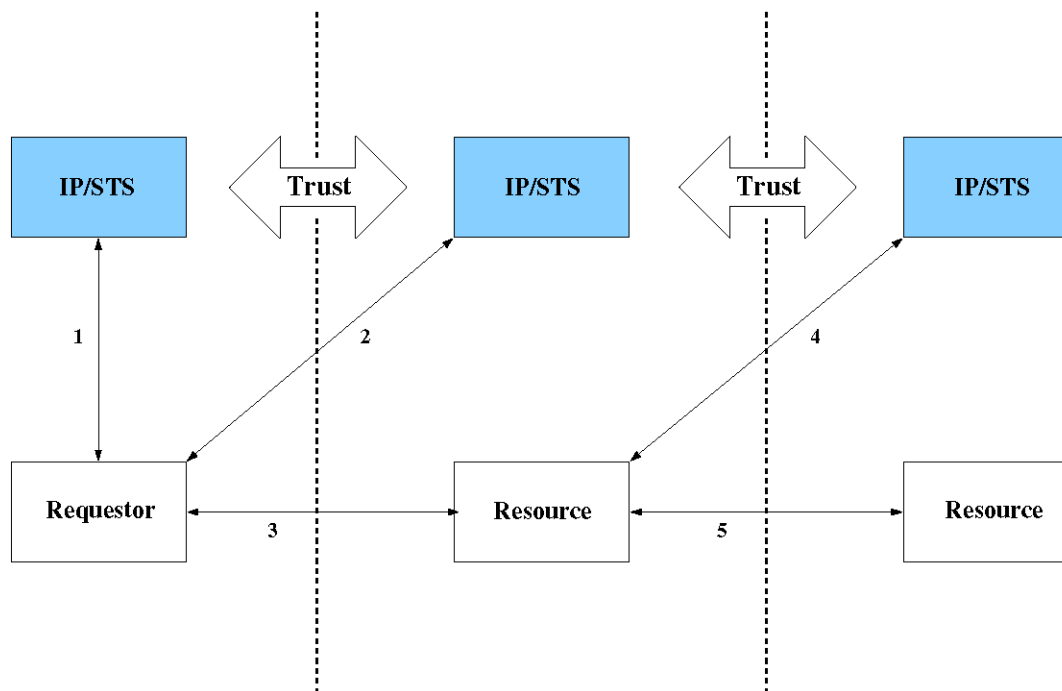 IP/STS
Trust
IP/STS
Trust
IP/STS
1
2
4
Requestor
3
Resource
5
Resource